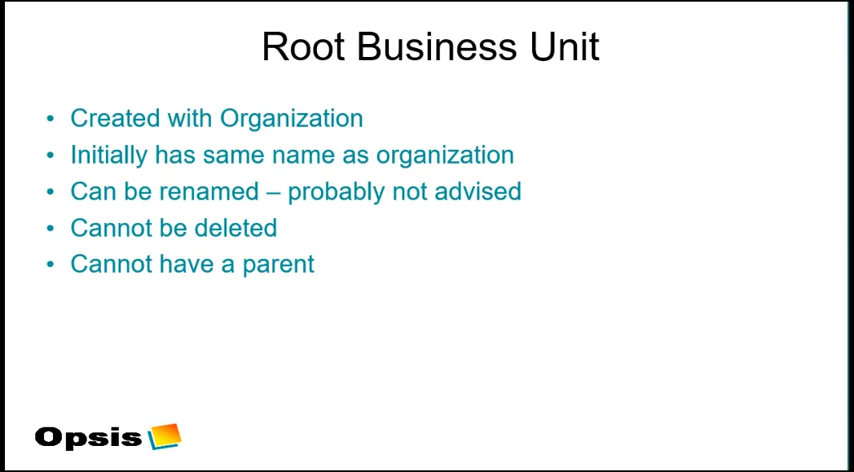 Root Business Unit
• Created with Organization
• Initially has same name as organization
• Can be renamed – probably not advised
• Cannot be deleted
• Cannot have a parent
Opsis